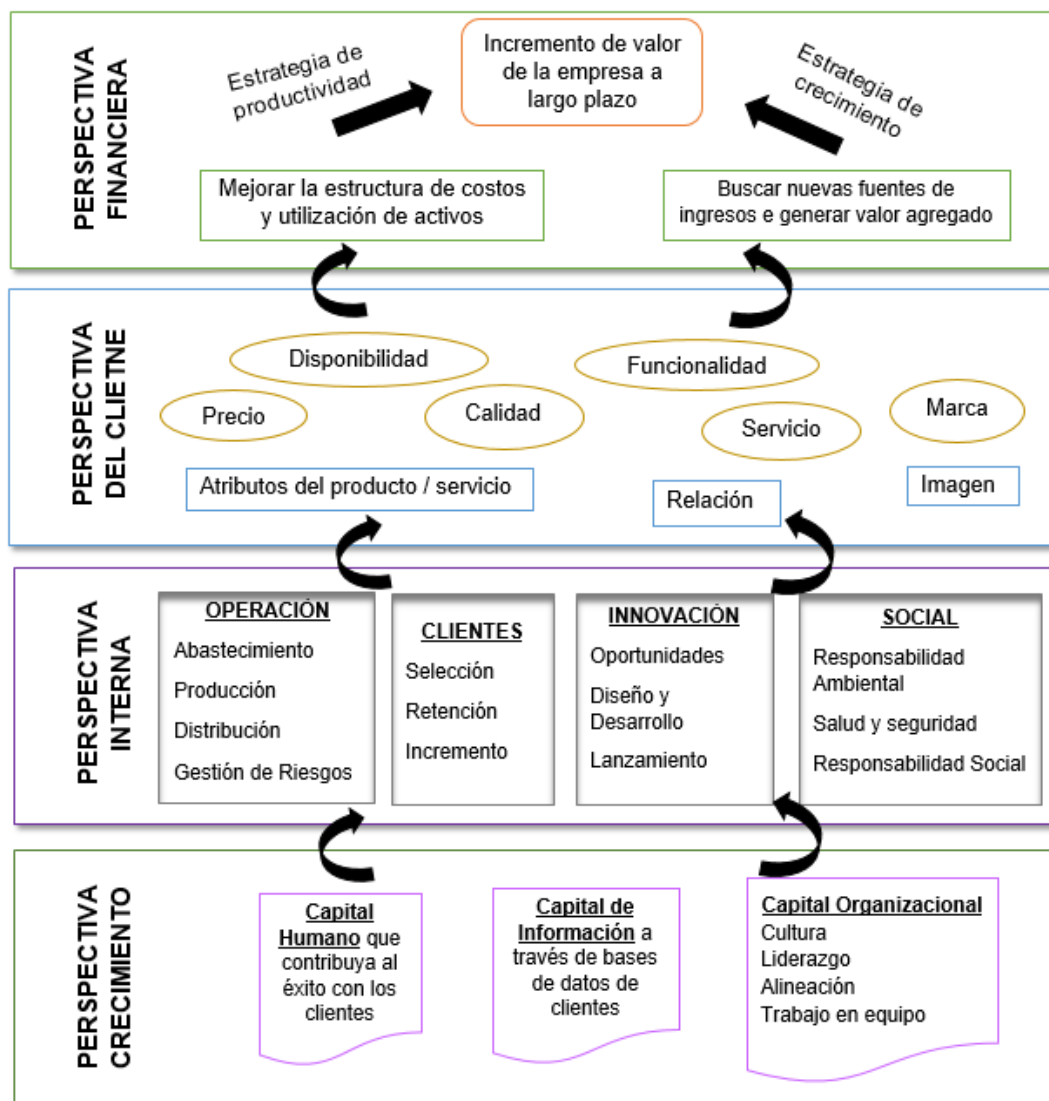 PERSPECTIVA
FINANCIERA
Estrategia de
productividad
Incremento de valor
de la empresa a
largo plazo
Estrategia de
crecimiento
Mejorar la estructura de costos
y utilización de activos
Buscar nuevas fuentes de
ingresos e generar valor agregado
PERSPECTIVA
DEL CLIETNE
Disponibilidad
Funcionalidad
Precio
Calidad
Servicio
Marca
Atributos del producto / servicio
Relación
Imagen
PERSPECTIVA
INTERNA
OPERACIÓN
Abastecimiento
Producción
Distribución
Gestión de Riesgos
CLIENTES
Selección
Retención
Incremento
INNOVACIÓN
Oportunidades
Diseño y
Desarrollo
Lanzamiento
SOCIAL
Responsabilidad
Ambiental
Salud y seguridad
Responsabilidad Social
PERSPECTIVA
CRECIMIENTO
Capital
Humano que
contribuya al
éxito con los
clientes
Capital de
Información a
través de bases
de datos de
clientes
Capital Organizacional
Cultura
Liderazgo
Alineación
Trabajo en equipo